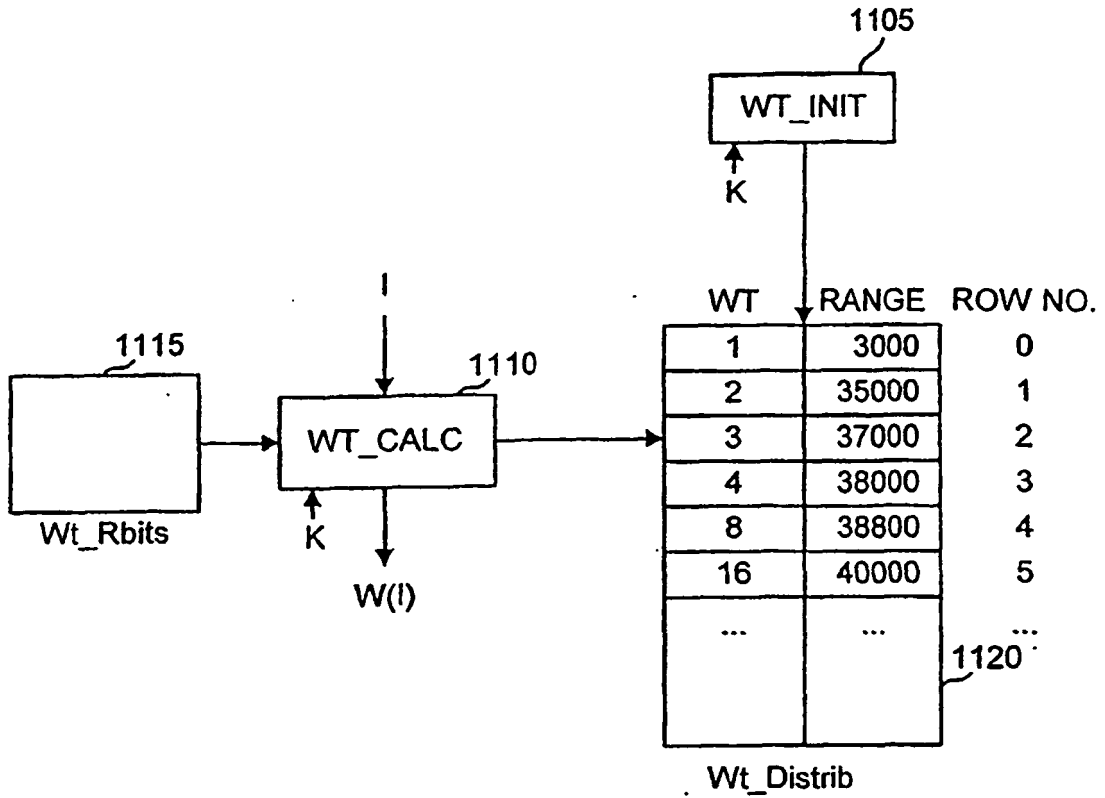 1105
WT_INIT
K
I
WT RANGE ROW NO.
1 3000 0
2 35000 1
3 37000 2
4 38000 3
8 38800 4
16 40000 5
... ... ...
1115
1110
WT_CALC
Wt_Rbits
K
W(I)
1120
Wt_Distrib